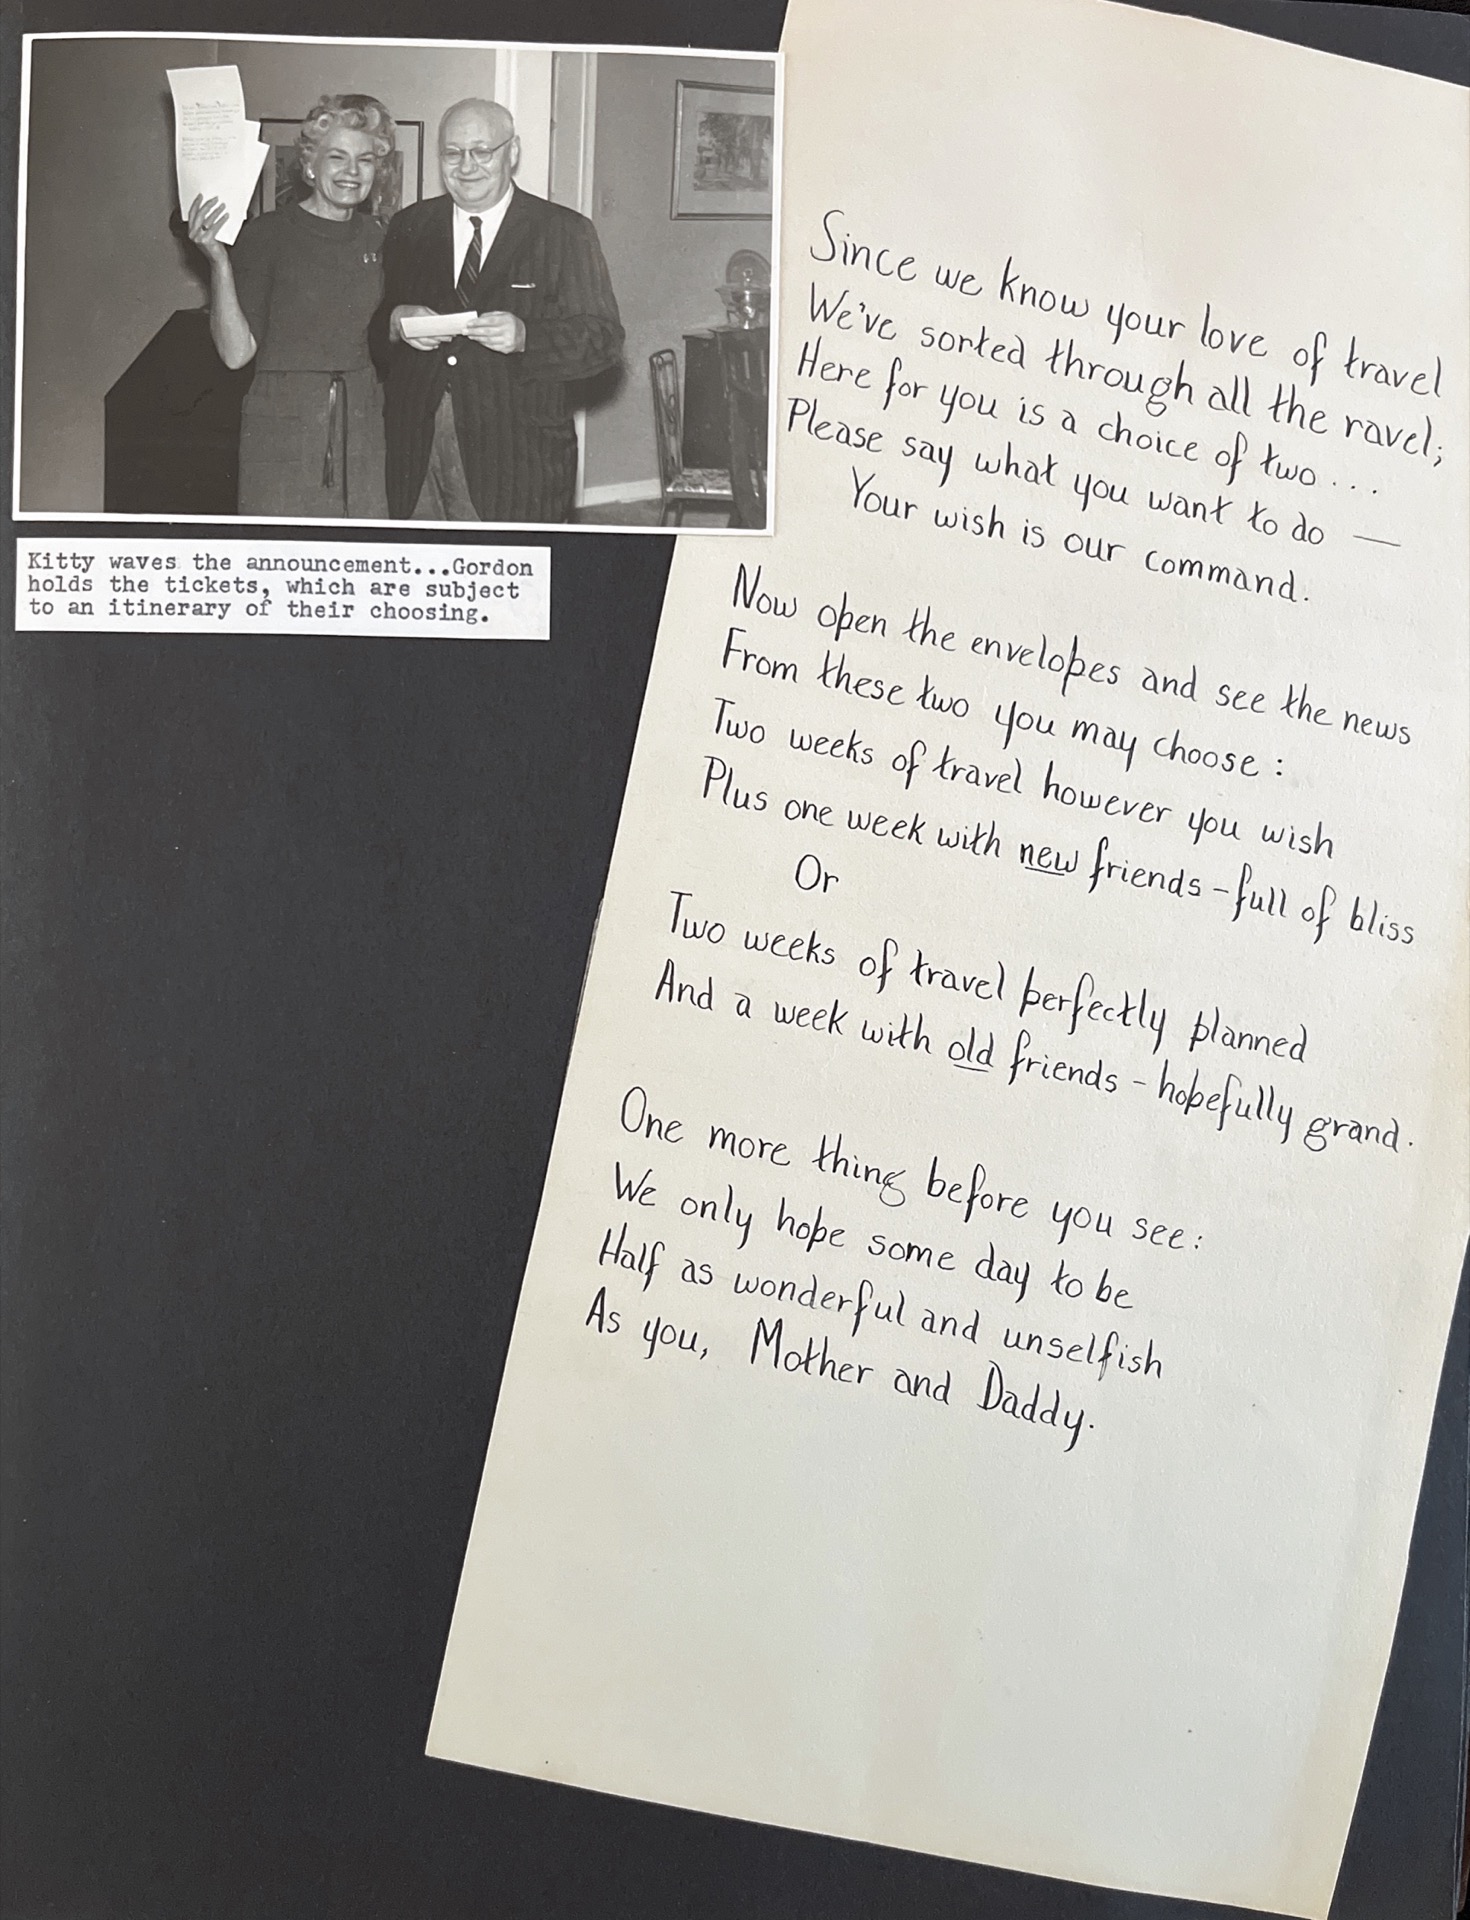 Kitty waves the announcement...Gordon
holds the tickets, which are subject
to an itinerary of their choosing.
Since we know your love of travel
We've sorted through all the ravel;
Here for you is a choice of two...
Please say what you want to do —
Your wish is our command.
Now open the envelopes and see the news
From these two you may choose:
Two weeks of travel however you wish
Plus one week with new friends - full of bliss
Or
Two weeks of travel perfectly planned
And a week with old friends - hopefully grand.
One more thing before you see:
We only hope some day to be
Half as wonderful and unselfish
As you, Mother and Daddy.